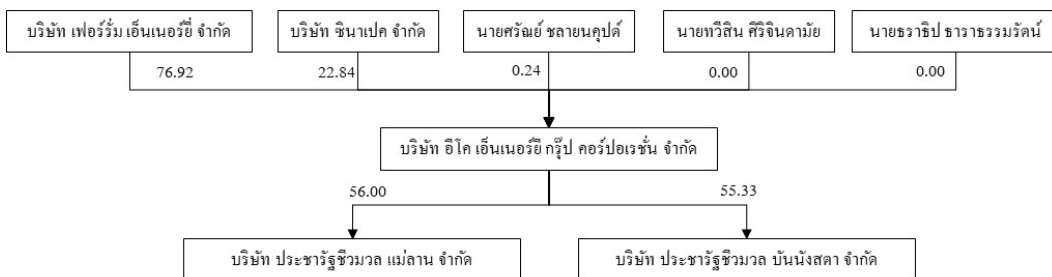 บริษัท เฟอร์รั่ม เอ็นเนอร์ยี่ จำกัด บริษัท ซินาเปค จำกัด นายศรัณย์ ชลายนคุปต์ นายทวีสิน ศิริจินดามัย นายธราธิป ธาราธรรมรัตน์
76.92 22.84 0.24 0.00 0.00
บริษัท อีโค เอ็นเนอร์ยี กรุ๊ป คอร์ปอเรชั่น จำกัด
56.00 55.33
บริษัท ประชารัฐชีวมวล แม่ลาน จำกัด บริษัท ประชารัฐชีวมวล บันนังสตา จำกัด